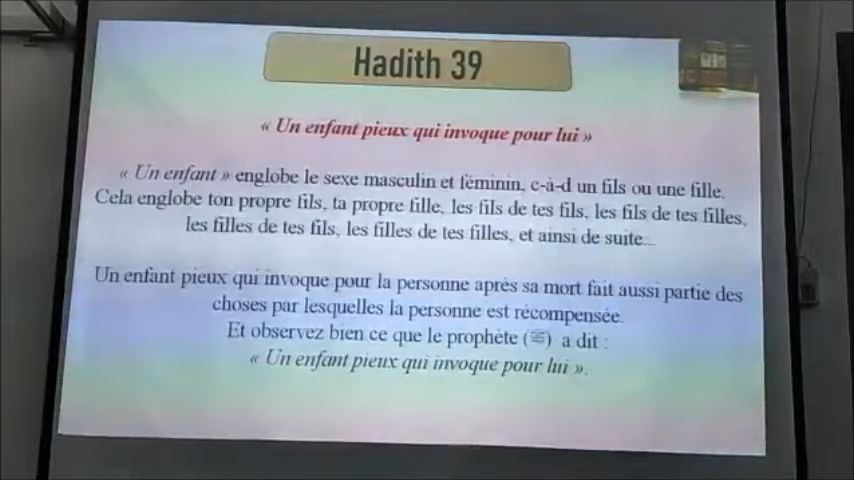 Hadith 39
« Un enfant pieux qui invoque pour lui »
« Un enfant » englobe le sexe masculin et féminin, c-à-d un fils ou une fille.
Cela englobe ton propre fils, ta propre fille, les fils de tes fils, les fils de tes filles,
les filles de tes fils, les filles de tes filles, et ainsi de suite...
Un enfant pieux qui invoque pour la personne après sa mort fait aussi partie des
choses par lesquelles la personne est récompensée.
Et observez bien ce que le prophète (ﷺ) a dit :
« Un enfant pieux qui invoque pour lui ».